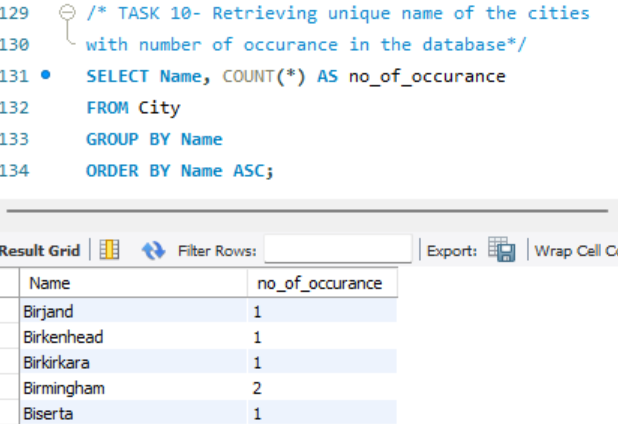 129 /* TASK 10- Retrieving unique name of the cities
130 with number of occurance in the database*/
131 SELECT Name, COUNT(*) AS no_of_occurance
132 FROM City
133 GROUP BY Name
134 ORDER BY Name ASC;
Result Grid Filter Rows: Export: Wrap Cell
Name no_of_occurance
Birjand 1
Birkenhead 1
Birkirkara 1
Birmingham 2
Biserta 1